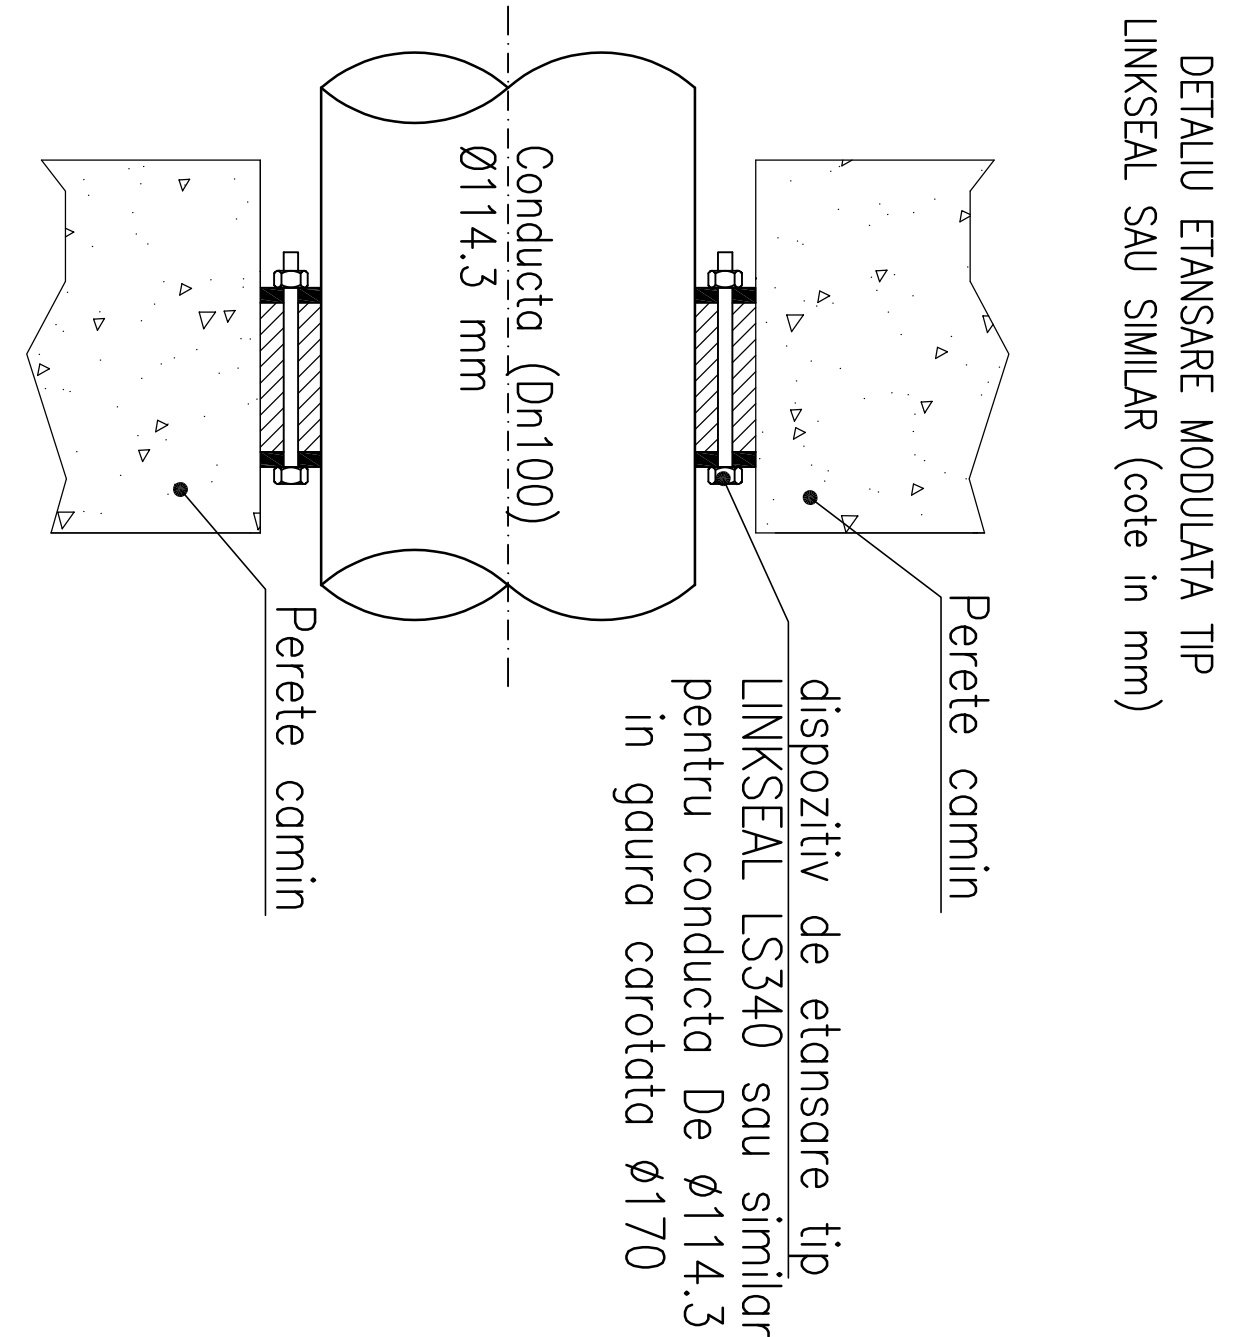 DETALIU ETANSARE MODULATA TIP
LINKSEAL SAU SIMILAR (cote in mm)
Perete camin
dispozitiv de etansare tip
LINKSEAL LS340 sau similar
pentru conducta De ø114.3
in gaura carotata ø170
Conducta (Dn100)
Ø114.3 mm
Perete camin